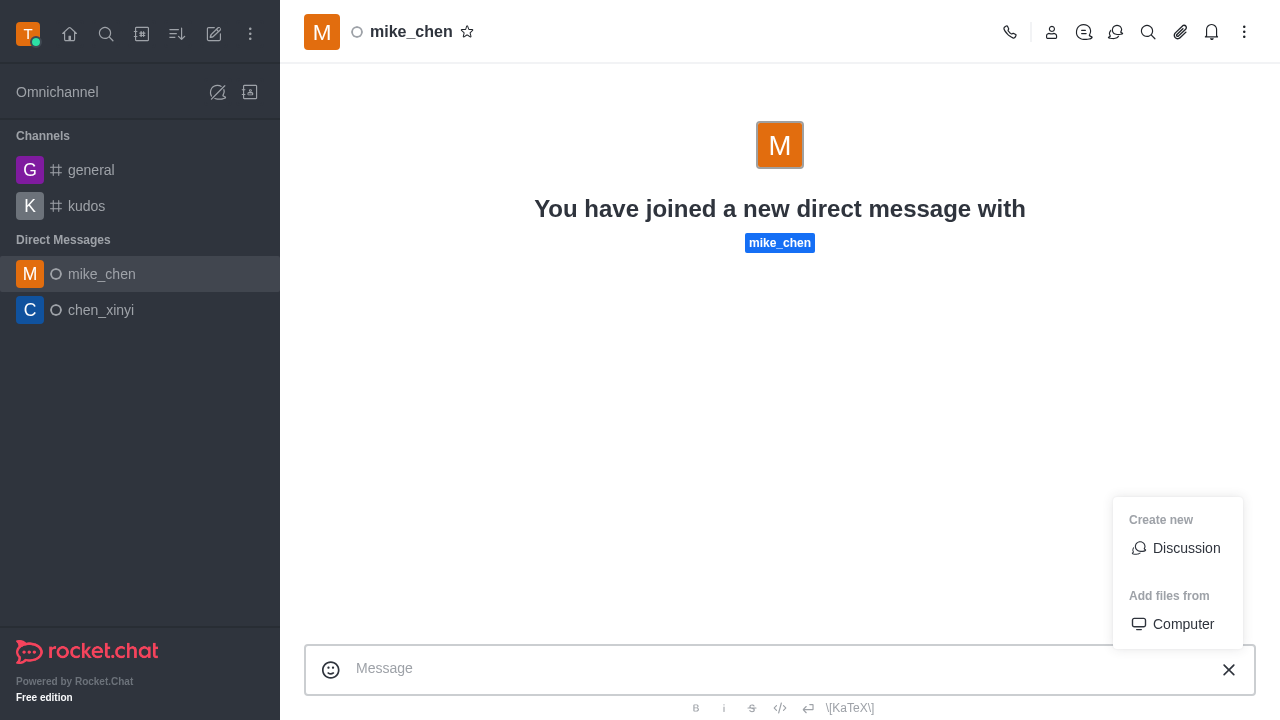 T
Omnichannel
Channels
G general
K kudos
Direct Messages
M mike_chen
C chen_xinyi
rocket.chat
Powered by Rocket.Chat
Free edition
M mike_chen
M
You have joined a new direct message with
mike_chen
Create new
Discussion
Add files from
Computer
Message
B i S \[KaTeX\]